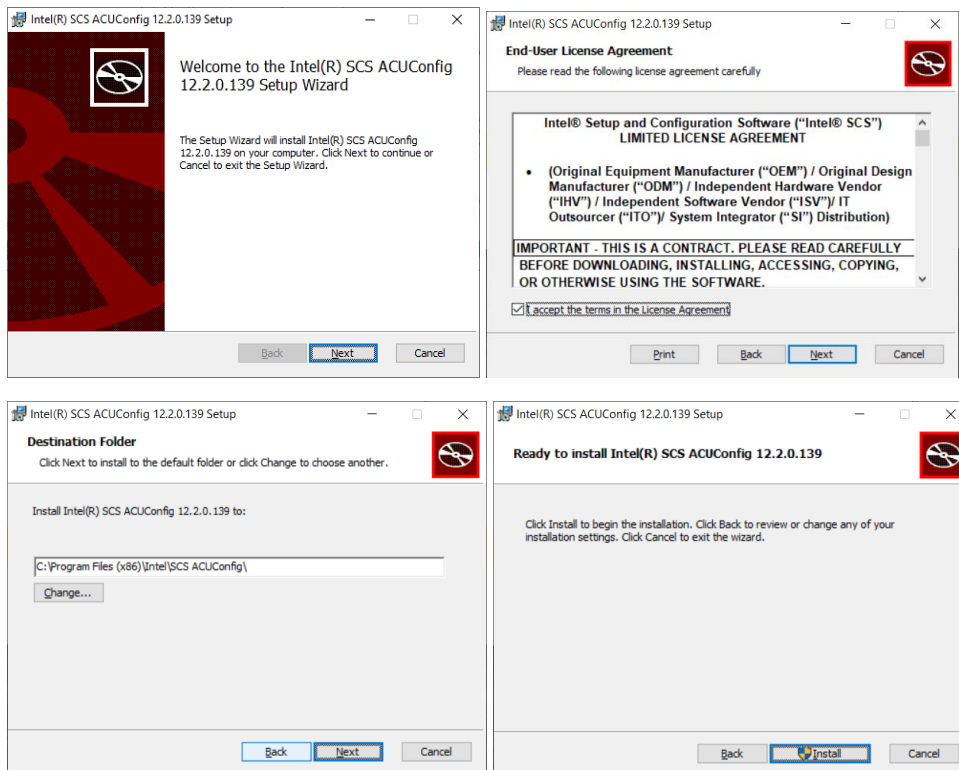 Intel(R) SCS ACUConfig 12.2.0.139 Setup
Welcome to the Intel(R) SCS ACUConfig
12.2.0.139 Setup Wizard
The Setup Wizard will install Intel(R) SCS ACUConfig
12.2.0.139 on your computer. Click Next to continue or
Cancel to exit the Setup Wizard.
Back Next Cancel
Intel(R) SCS ACUConfig 12.2.0.139 Setup
End-User License Agreement
Please read the following license agreement carefully
Intel® Setup and Configuration Software (“Intel® SCS”)
LIMITED LICENSE AGREEMENT
• (Original Equipment Manufacturer (“OEM”) / Original Design
Manufacturer (“ODM”) / Independent Hardware Vendor
(“IHV”) / Independent Software Vendor (“ISV”)/ IT
Outsourcer (“ITO”)/ System Integrator (“SI”) Distribution)
IMPORTANT - THIS IS A CONTRACT. PLEASE READ CAREFULLY
BEFORE DOWNLOADING, INSTALLING, ACCESSING, COPYING,
OR OTHERWISE USING THE SOFTWARE.
I accept the terms in the License Agreement
Print Back Next Cancel
Intel(R) SCS ACUConfig 12.2.0.139 Setup
Destination Folder
Click Next to install to the default folder or click Change to choose another.
Install Intel(R) SCS ACUConfig 12.2.0.139 to:
C:\Program Files (x86)\Intel\SCS ACUConfig\
Change...
Back Next Cancel
Intel(R) SCS ACUConfig 12.2.0.139 Setup
Ready to install Intel(R) SCS ACUConfig 12.2.0.139
Click Install to begin the installation. Click Back to review or change any of your
installation settings. Click Cancel to exit the wizard.
Back Install Cancel